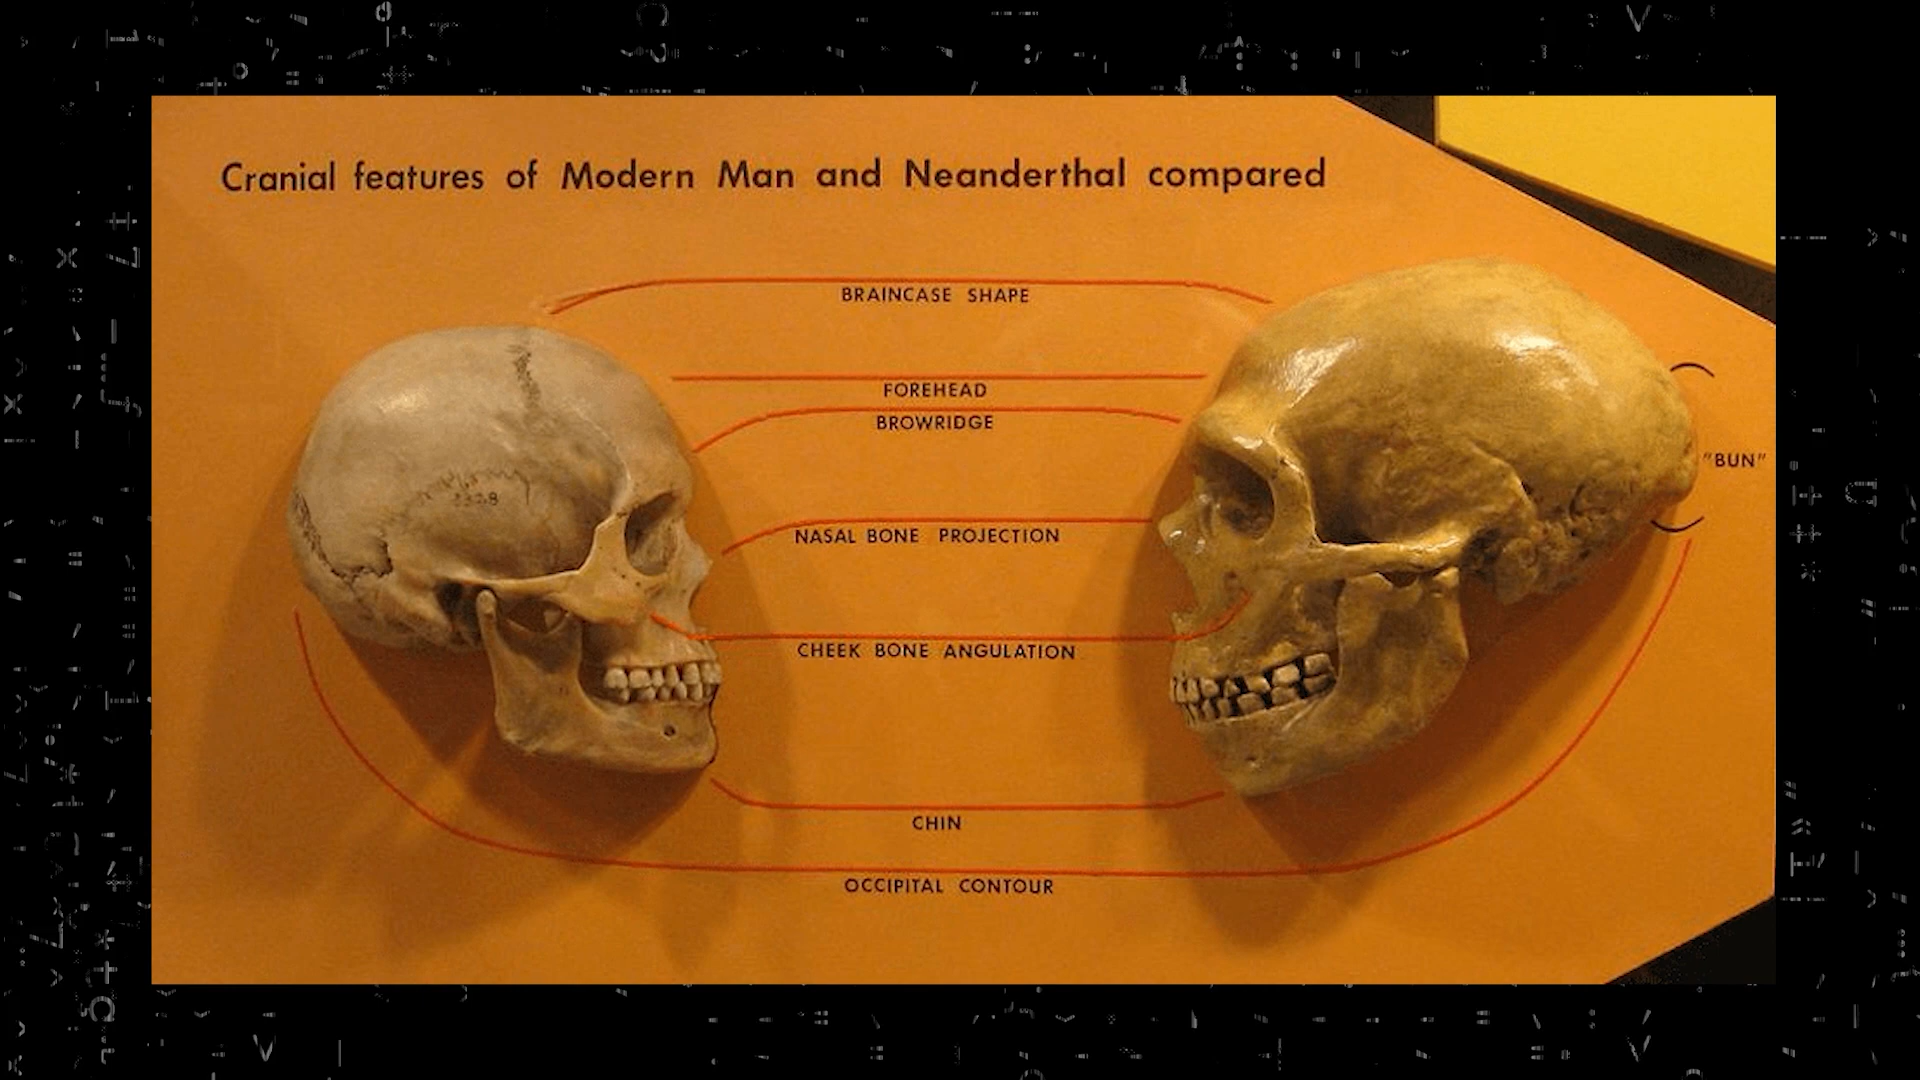 Cranial features of Modern Man and Neanderthal compared
BRAINCASE SHAPE
FOREHEAD
BROWRIDGE
"BUN"
NASAL BONE PROJECTION
CHEEK BONE ANGULATION
CHIN
OCCIPITAL CONTOUR